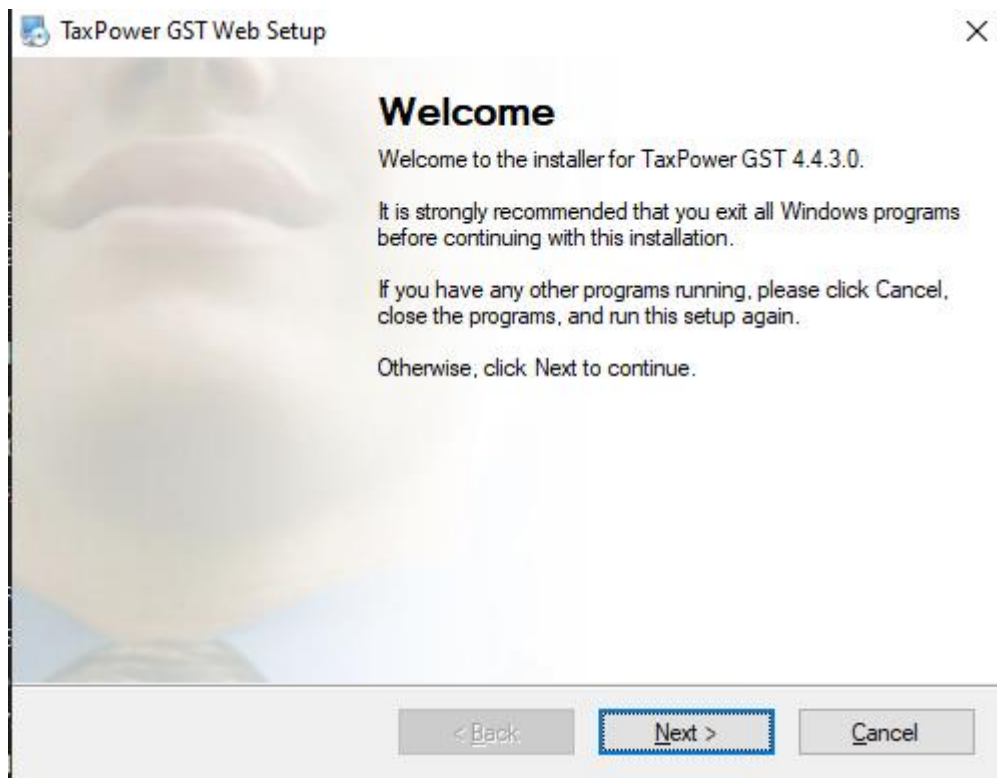 TaxPower GST Web Setup
Welcome
Welcome to the installer for TaxPower GST 4.4.3.0.
It is strongly recommended that you exit all Windows programs
before continuing with this installation.
If you have any other programs running, please click Cancel,
close the programs, and run this setup again.
Otherwise, click Next to continue.
< Back
Next >
Cancel